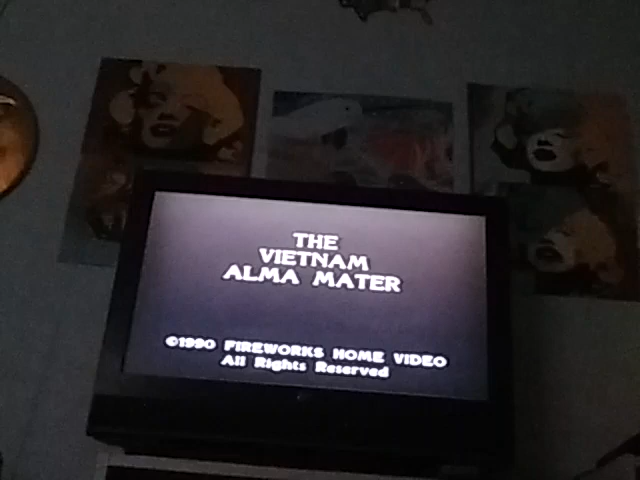 THE
VIETNAM
ALMA MATER
©1990 FIREWORKS HOME VIDEO
All Rights Reserved